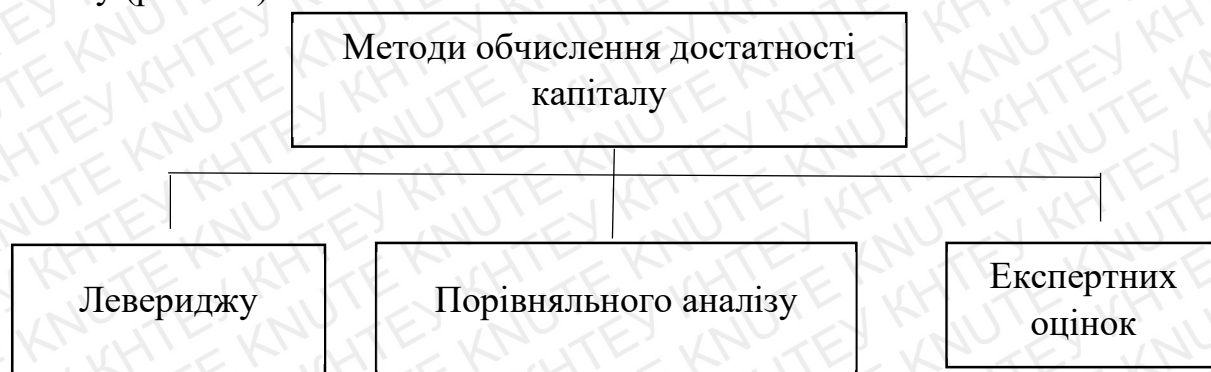 Методи обчислення достатності
капіталу
Левериджу
Порівняльного аналізу
Експертних
оцінок